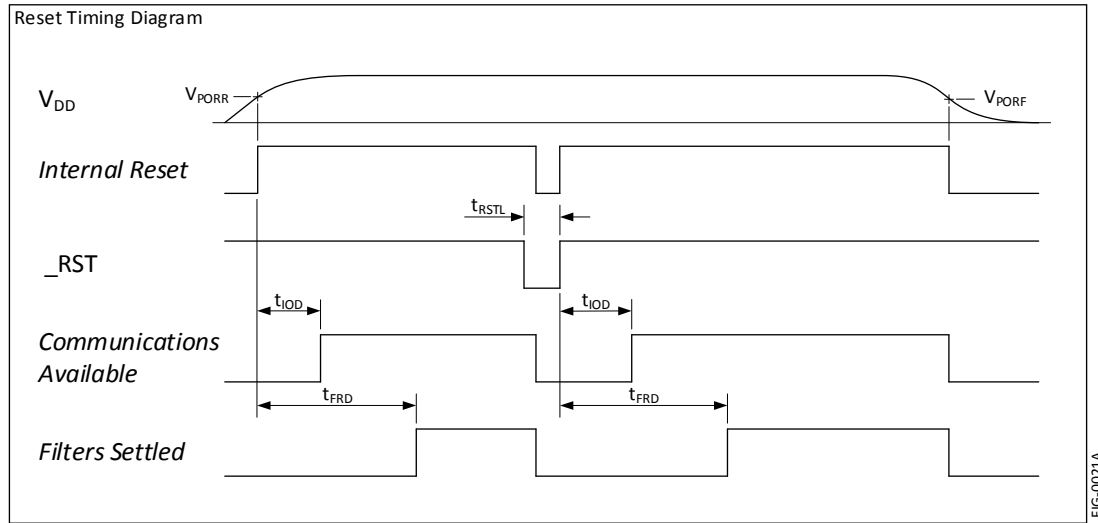 Reset Timing Diagram
VDD
VPORR
VPORF
Internal Reset
tRSTL
_RST
tIOD
tIOD
Communications
Available
tFRD
tFRD
Filters Settled
FIG-0021A